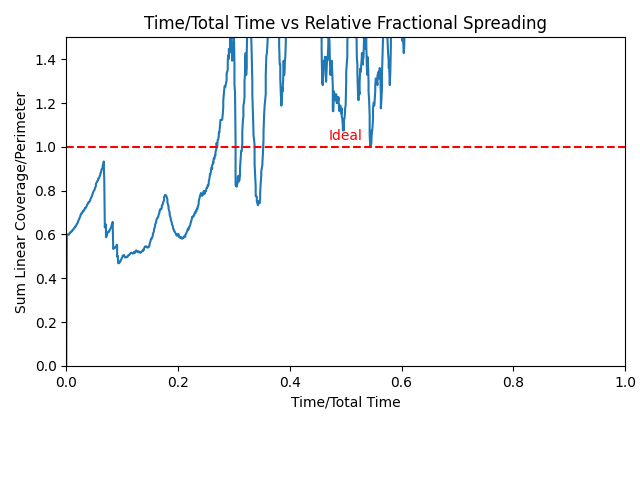 Time/Total Time vs Relative Fractional Spreading
Sum Linear Coverage/Perimeter
1.4
1.2
1.0
0.8
0.6
0.4
0.2
0.0
Ideal
0.0 0.2 0.4 0.6 0.8 1.0
Time/Total Time